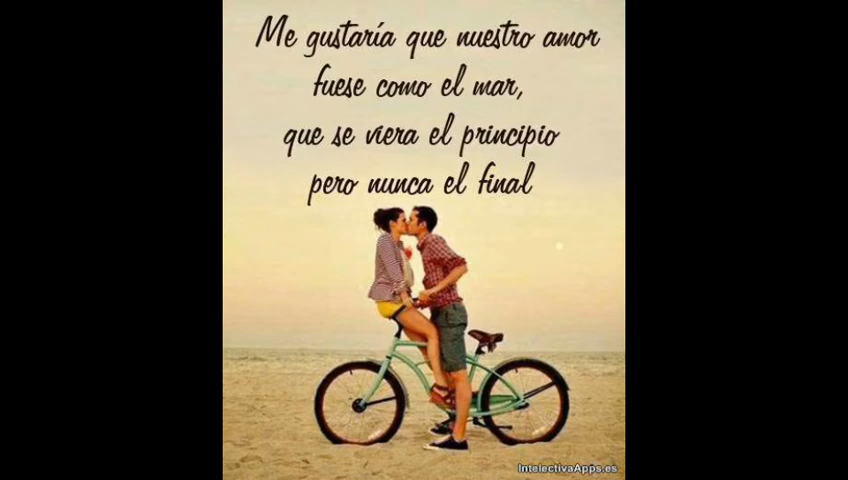 Me gustaría que nuestro amor
fuese como el mar,
que se viera el principio
pero nunca el final
IntelectivaApps.es